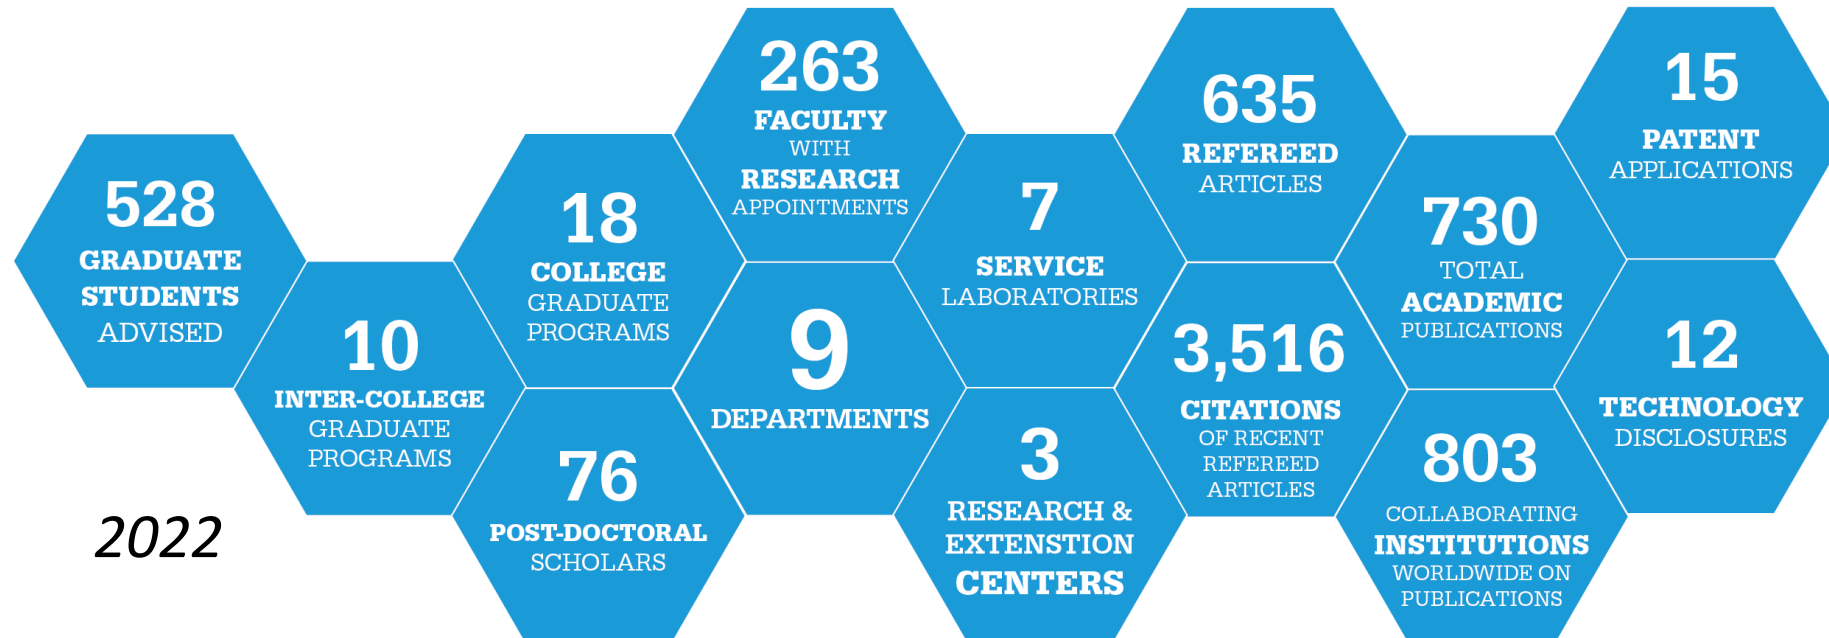 528
GRADUATE
STUDENTS
ADVISED
10
INTER-COLLEGE
GRADUATE
PROGRAMS
18
COLLEGE
GRADUATE
PROGRAMS
76
POST-DOCTORAL
SCHOLARS
263
FACULTY
WITH
RESEARCH
APPOINTMENTS
9
DEPARTMENTS
7
SERVICE
LABORATORIES
3
RESEARCH &
EXTENSTION
CENTERS
635
REFEREED
ARTICLES
3,516
CITATIONS
OF RECENT
REFEREED
ARTICLES
730
TOTAL
ACADEMIC
PUBLICATIONS
803
COLLABORATING
INSTITUTIONS
WORLDWIDE ON
PUBLICATIONS
15
PATENT
APPLICATIONS
12
TECHNOLOGY
DISCLOSURES
2022